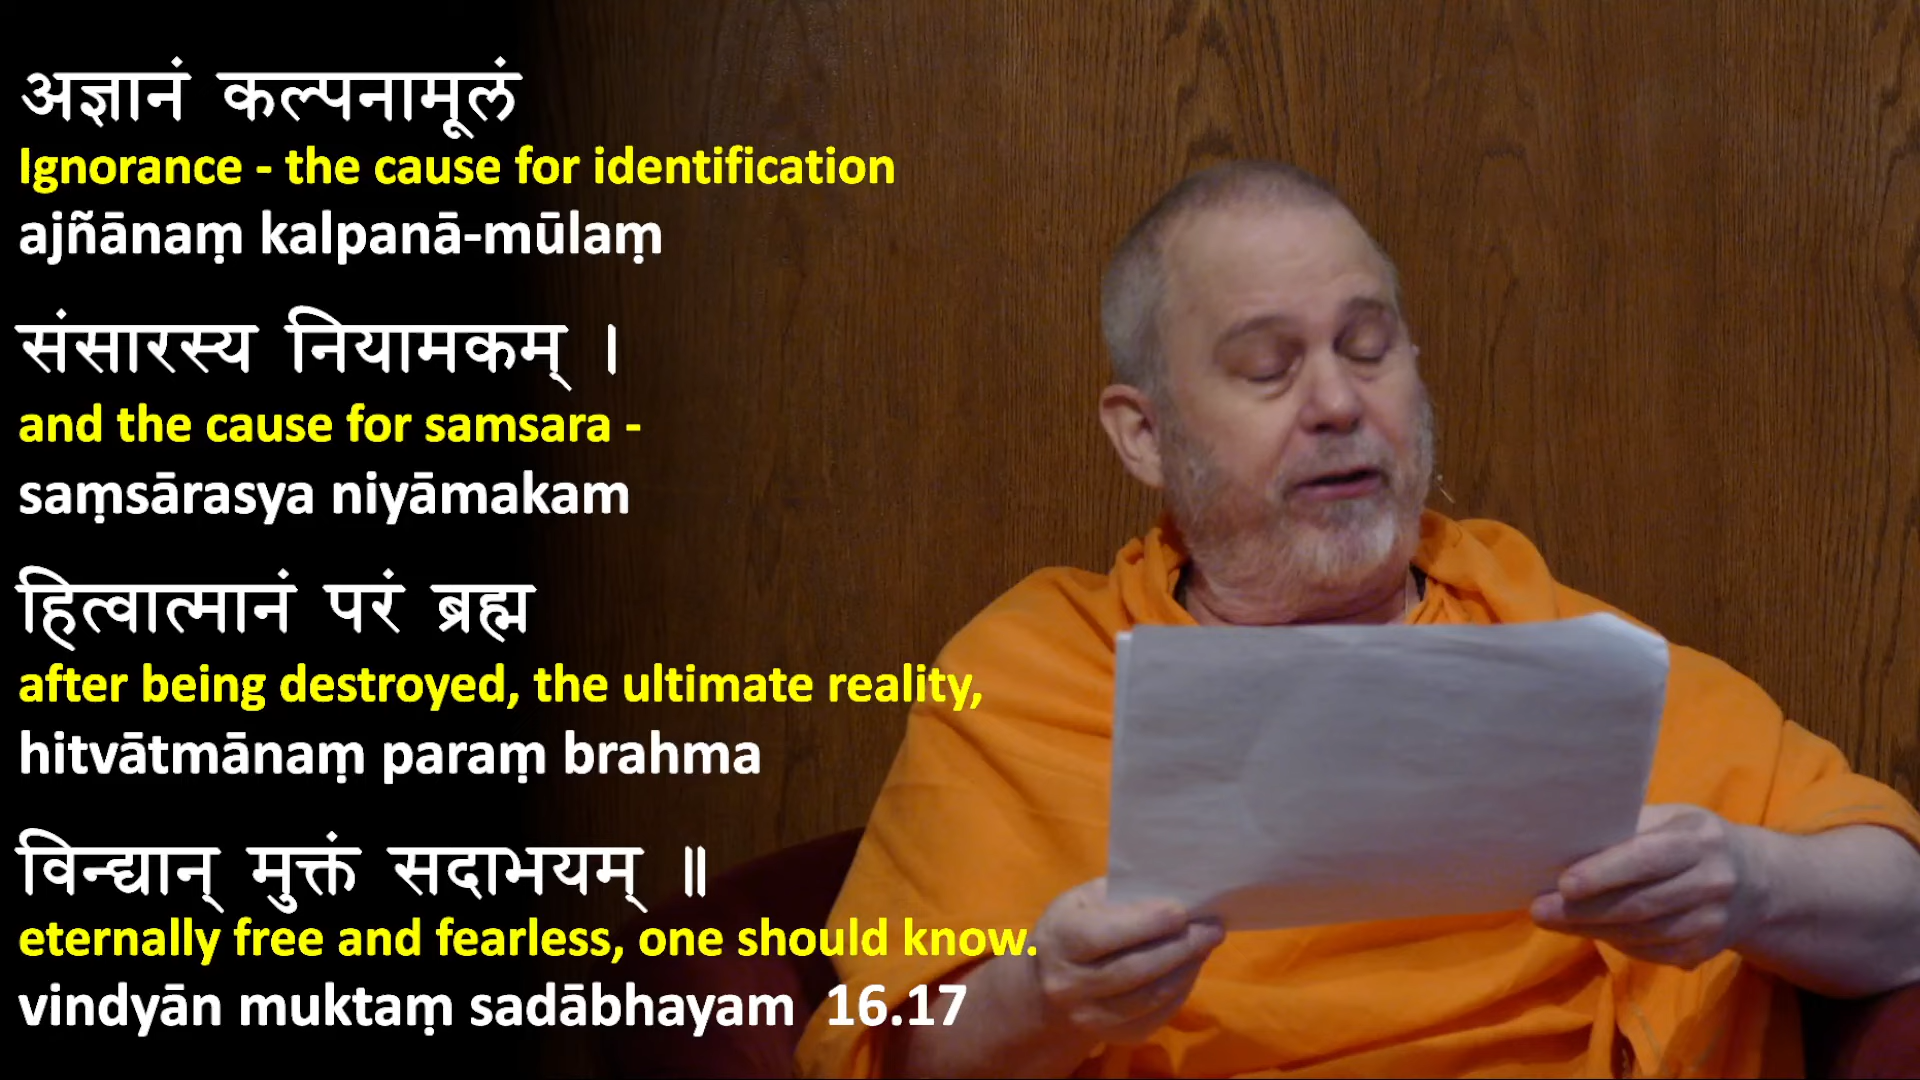 अज्ञानं कल्पनामूलं
Ignorance - the cause for identification
ajñānaṃ kalpanā-mūlaṃ
संसारस्य नियामकम् ।
and the cause for samsara -
saṃsārasya niyāmakam
हित्वात्मानं परं ब्रह्म
after being destroyed, the ultimate reality,
hitvātmānaṃ paraṃ brahma
विन्द्यान् मुक्तं सदाभयम् ॥
eternally free and fearless, one should know.
vindyān muktaṃ sadābhayam 16.17